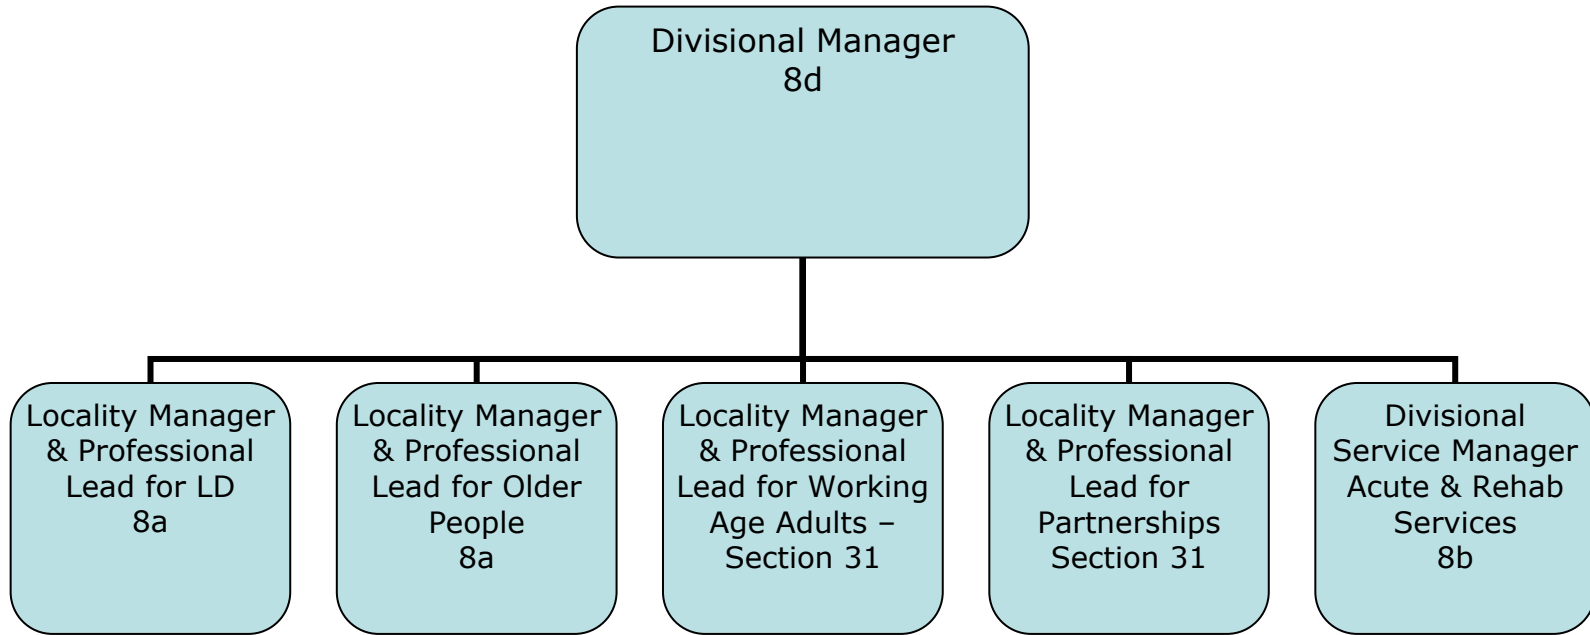 Divisional Manager
8d
Locality Manager
& Professional
Lead for LD
8a
Locality Manager
& Professional
Lead for Older
People
8a
Locality Manager
& Professional
Lead for Working
Age Adults –
Section 31
Locality Manager
& Professional
Lead for
Partnerships
Section 31
Divisional
Service Manager
Acute & Rehab
Services
8b